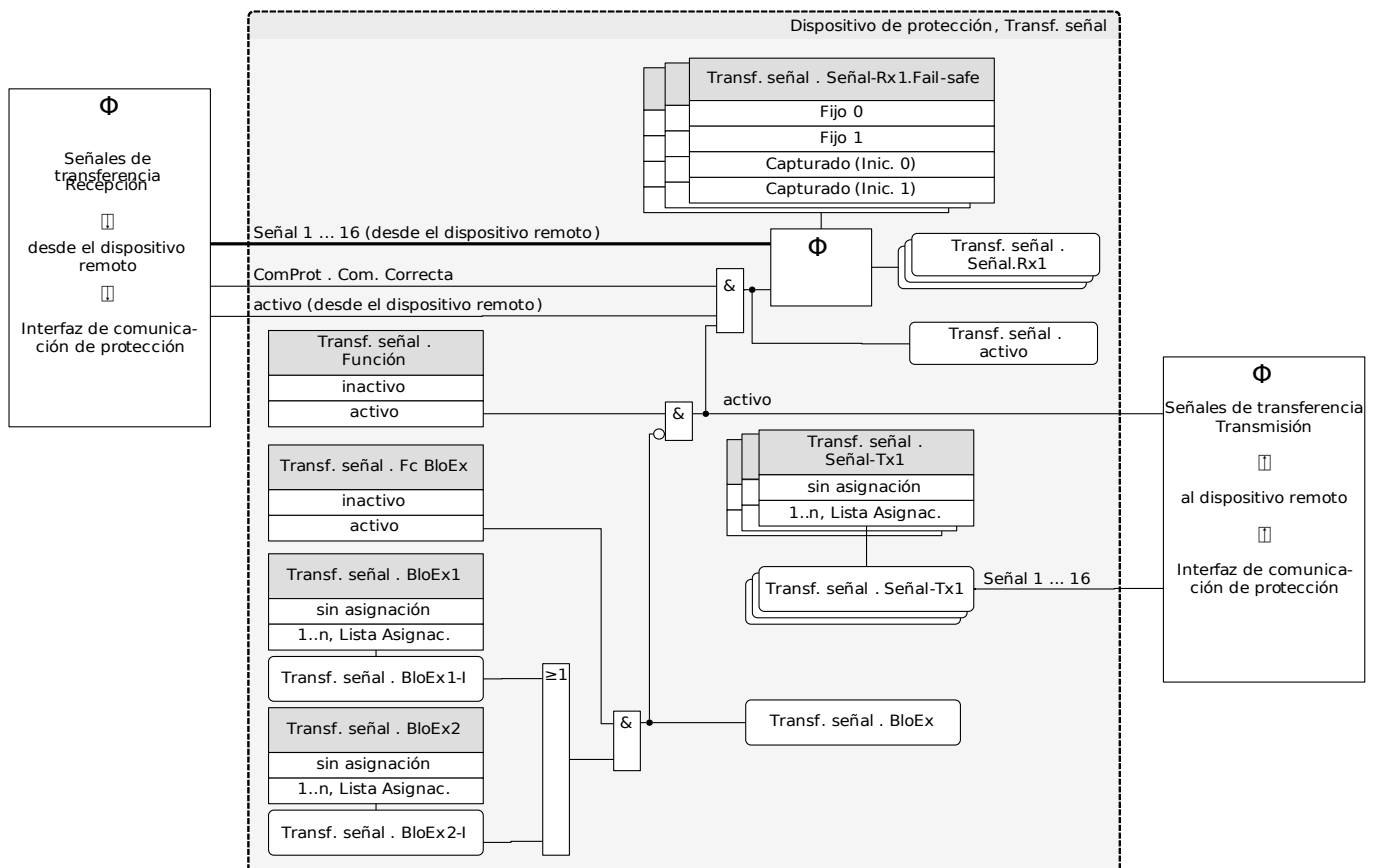 Dispositivo de protección, Transf. señal
Φ
Señales de
transferencia
Recepción
desde el dispositivo
remoto
Interfaz de comunica-
ción de protección
Transf. señal . Señal-Rx1.Fail-safe
Fijo 0
Fijo 1
Capturado (Inic. 0)
Capturado (Inic. 1)
Señal 1 ... 16 (desde el dispositivo remoto)
Φ
Transf. señal .
Señal.Rx1
ComProt . Com. Correcta
&
activo (desde el dispositivo remoto)
Transf. señal .
activo
Transf. señal .
Función
inactivo
activo
&
activo
Φ
Señales de transferencia
Transmisión
al dispositivo remoto
Interfaz de comunica-
ción de protección
Transf. señal . Fc BloEx
inactivo
activo
Transf. señal .
Señal-Tx1
sin asignación
1..n, Lista Asignac.
Transf. señal . Señal-Tx1
Señal 1 ... 16
Transf. señal . BloEx1
sin asignación
1..n, Lista Asignac.
Transf. señal . BloEx1-I
≥1
&
Transf. señal . BloEx
Transf. señal . BloEx2
sin asignación
1..n, Lista Asignac.
Transf. señal . BloEx2-I